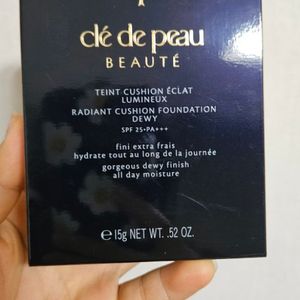 clé de peau
BEAUTÉ
TEINT CUSHION ÉCLAT
LUMINEUX
RADIANT CUSHION FOUNDATION
DEWY
SPF 25•PA+++
fini extra frais
hydrate tout au long de la journée
gorgeous dewy finish
all day moisture
℮ 15g NET WT. .52 OZ.